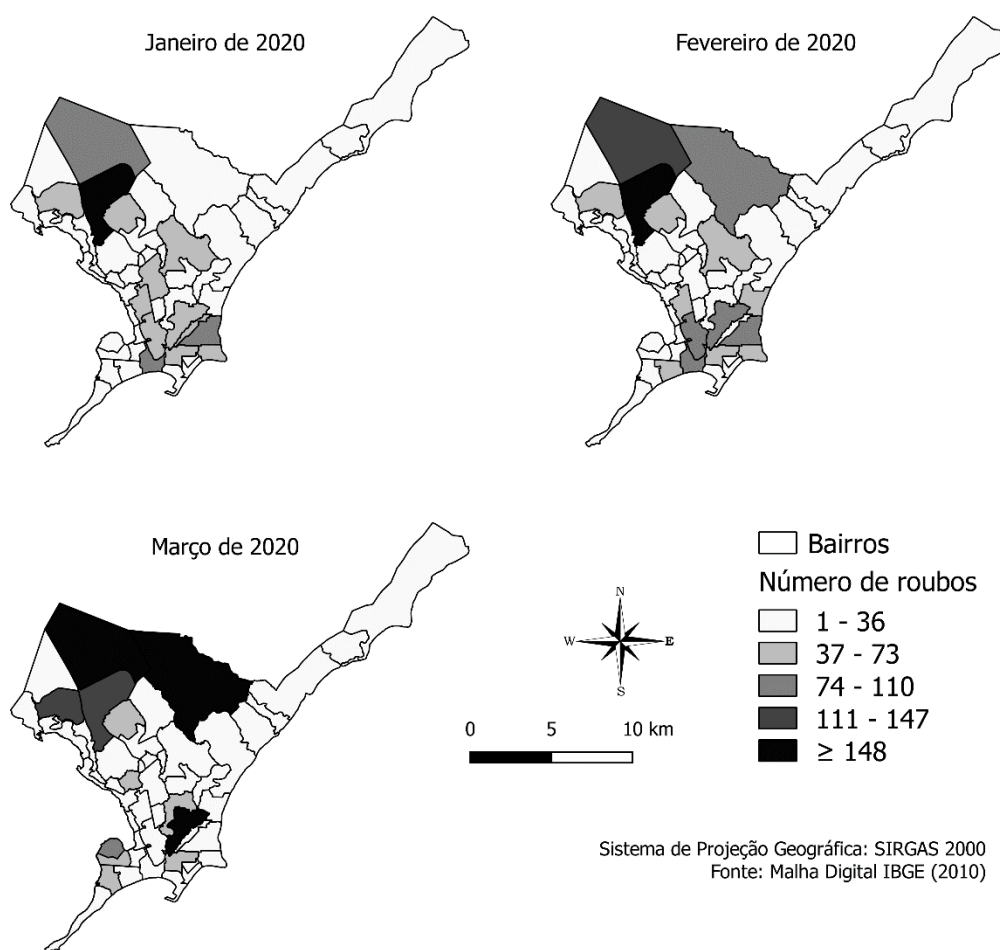 Janeiro de 2020
Fevereiro de 2020
Março de 2020
N
W
E
S
0 5 10 km
Bairros
Número de roubos
1 - 36
37 - 73
74 - 110
111 - 147
≥ 148
Sistema de Projeção Geográfica: SIRGAS 2000
Fonte: Malha Digital IBGE (2010)